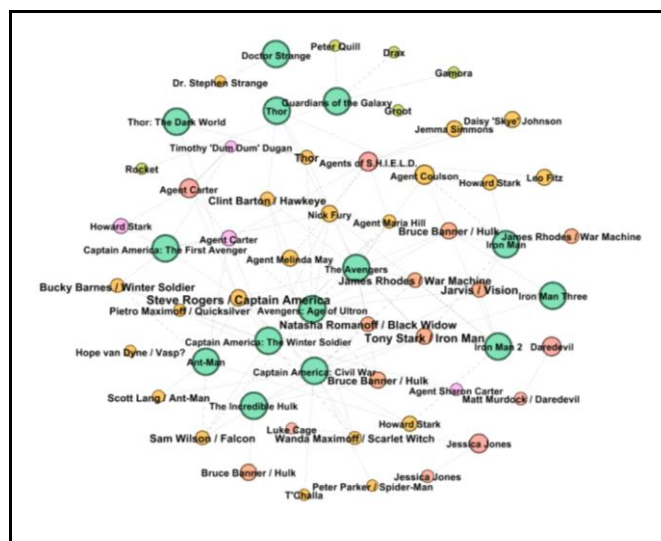 Peter Quill
Doctor Strange
Drax
Gamora
Dr. Stephen Strange
Guardians of the Galaxy
Thor
Groot
Thor: The Dark World
Daisy 'Skye' Johnson
Jemma Simmons
Timothy 'Dum Dum' Dugan
Thor
Agents of S.H.I.E.L.D.
Rocket
Agent Coulson
Leo Fitz
Agent Carter
Howard Stark
Clint Barton / Hawkeye
Nick Fury
Agent Maria Hill
Howard Stark
Bruce Banner / Hulk
James Rhodes / War Machine
Agent Carter
Iron Man
Captain America: The First Avenger
Agent Melinda May
The Avengers
James Rhodes / War Machine
Bucky Barnes / Winter Soldier
Jarvis / Vision
Iron Man Three
Steve Rogers / Captain America
Pietro Maximoff / Quicksilver
Avengers: Age of Ultron
Natasha Romanoff / Black Widow
Tony Stark / Iron Man
Captain America: The Winter Soldier
Iron Man 2
Daredevil
Hope van Dyne / Vasp?
Ant-Man
Captain America: Civil War
Bruce Banner / Hulk
Agent Sharon Carter
Matt Murdock / Daredevil
Scott Lang / Ant-Man
The Incredible Hulk
Howard Stark
Luke Cage
Sam Wilson / Falcon
Wanda Maximoff / Scarlet Witch
Jessica Jones
Bruce Banner / Hulk
Jessica Jones
Peter Parker / Spider-Man
T'Challa